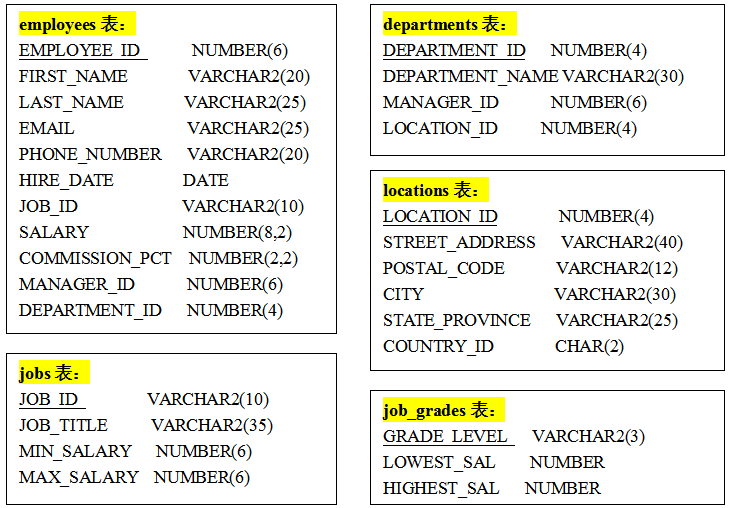 employees 表：
EMPLOYEE_ID NUMBER(6)
FIRST_NAME VARCHAR2(20)
LAST_NAME VARCHAR2(25)
EMAIL VARCHAR2(25)
PHONE_NUMBER VARCHAR2(20)
HIRE_DATE DATE
JOB_ID VARCHAR2(10)
SALARY NUMBER(8,2)
COMMISSION_PCT NUMBER(2,2)
MANAGER_ID NUMBER(6)
DEPARTMENT_ID NUMBER(4)
jobs 表：
JOB_ID VARCHAR2(10)
JOB_TITLE VARCHAR2(35)
MIN_SALARY NUMBER(6)
MAX_SALARY NUMBER(6)
departments 表：
DEPARTMENT_ID NUMBER(4)
DEPARTMENT_NAME VARCHAR2(30)
MANAGER_ID NUMBER(6)
LOCATION_ID NUMBER(4)
locations 表：
LOCATION_ID NUMBER(4)
STREET_ADDRESS VARCHAR2(40)
POSTAL_CODE VARCHAR2(12)
CITY VARCHAR2(30)
STATE_PROVINCE VARCHAR2(25)
COUNTRY_ID CHAR(2)
job_grades 表：
GRADE_LEVEL VARCHAR2(3)
LOWEST_SAL NUMBER
HIGHEST_SAL NUMBER